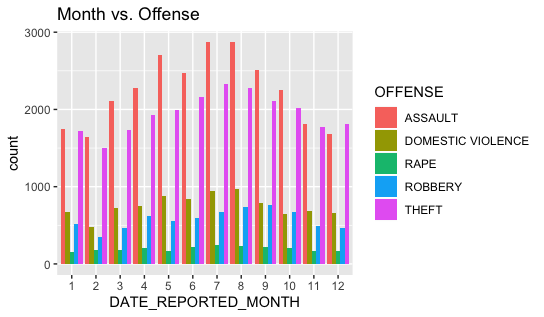 Month vs. Offense
3000
2000
1000
0
count
1 2 3 4 5 6 7 8 9 10 11 12
DATE_REPORTED_MONTH
OFFENSE
ASSAULT
DOMESTIC VIOLENCE
RAPE
ROBBERY
THEFT